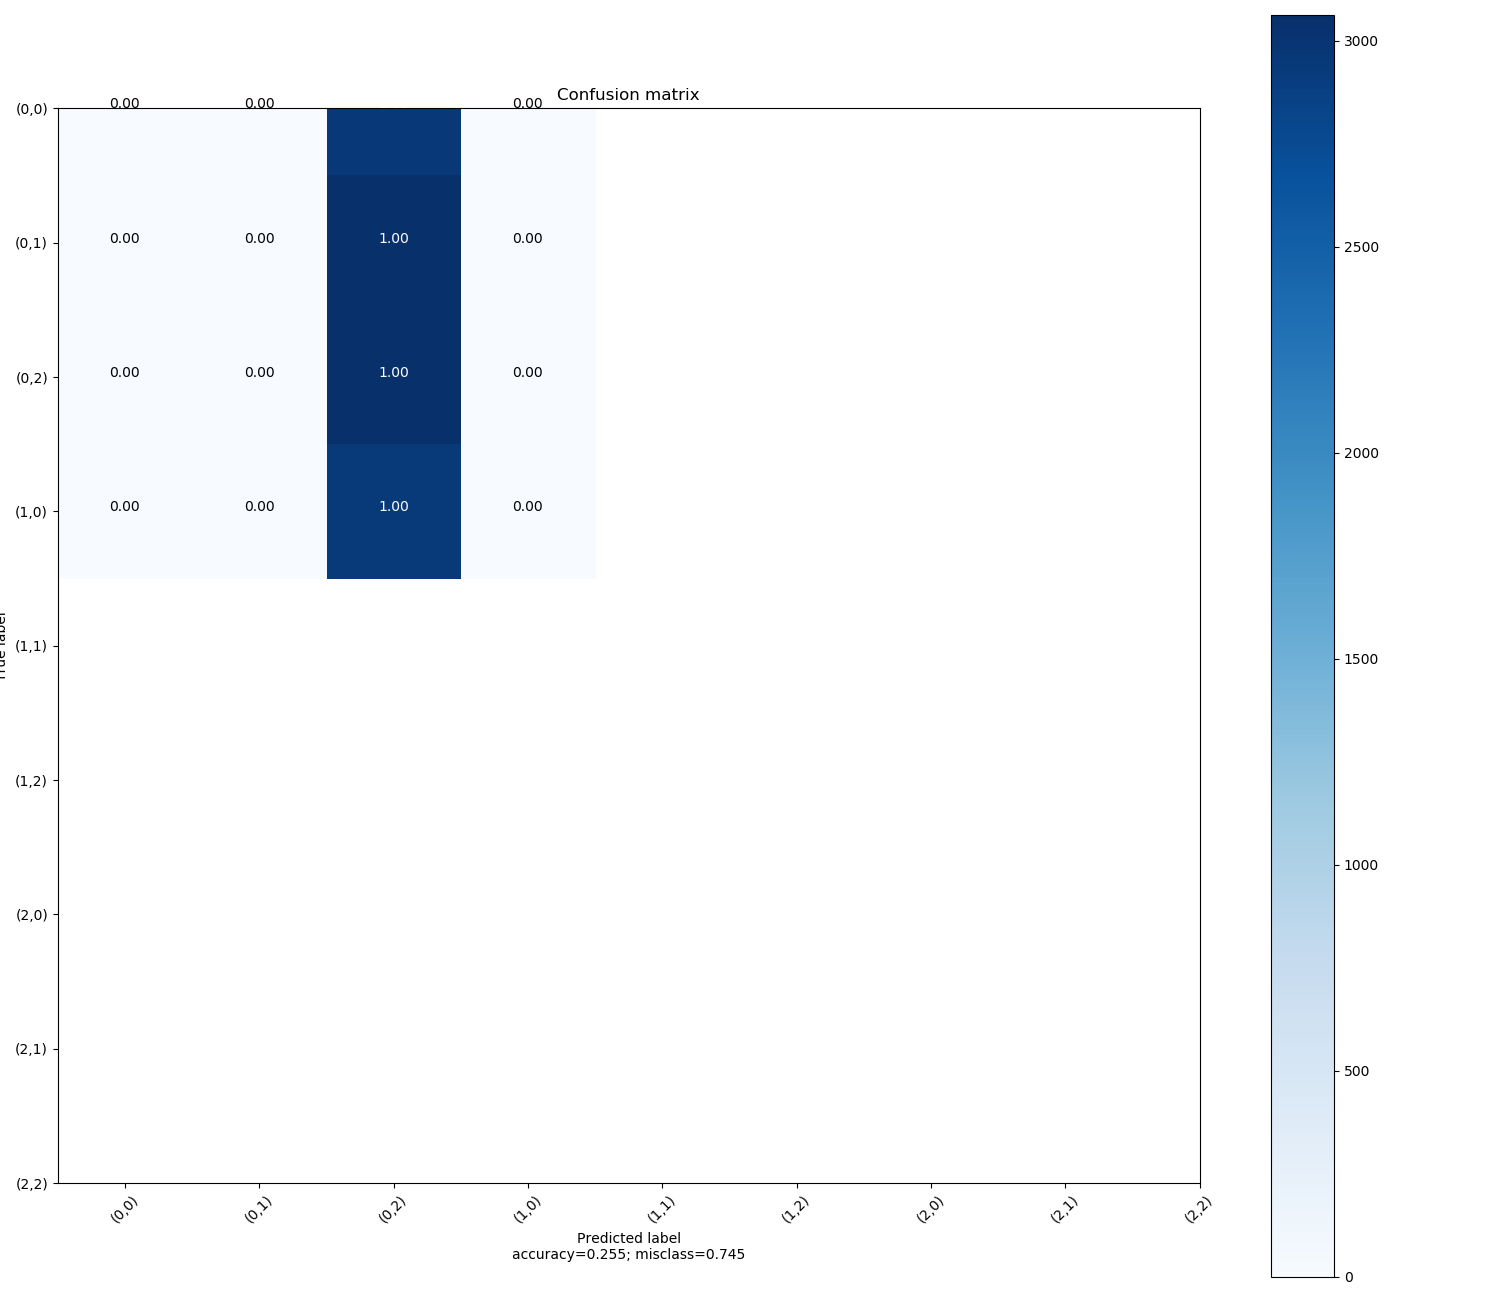 Confusion matrix
3000
2500
2000
1500
1000
500
0
(0,0) 0.00 0.00 0.00
(0,1) 0.00 0.00 1.00 0.00
(0,2) 0.00 0.00 1.00 0.00
(1,0) 0.00 0.00 1.00 0.00
(1,1)
(1,2)
(2,0)
(2,1)
(2,2)
True label
(0,0) (0,1) (0,2) (1,0) (1,1) (1,2) (2,0) (2,1) (2,2)
Predicted label
accuracy=0.255; misclass=0.745